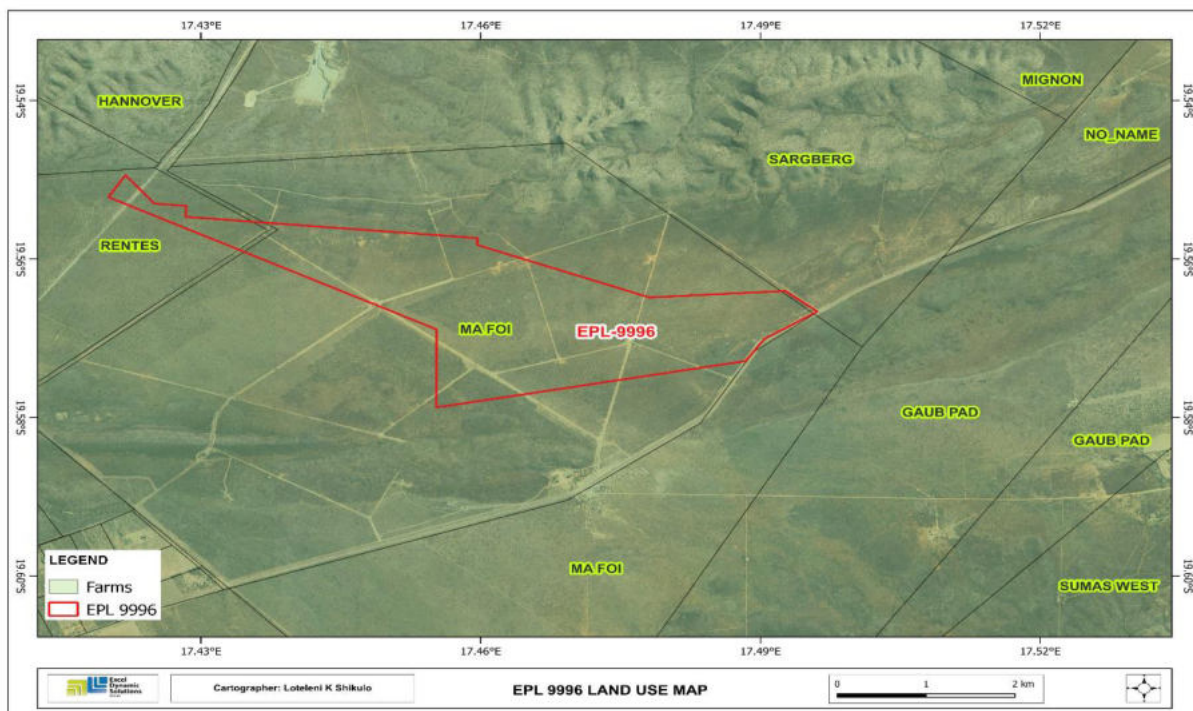 17.43°E
17.46°E
17.49°E
17.52°E
19.54°S
19.54°S
HANNOVER
MIGNON
NO_NAME
SARGBERG
RENTES
19.56°S
19.56°S
MA FOI
EPL-9996
19.58°S
19.58°S
GAUB PAD
GAUB PAD
LEGEND
Farms
EPL 9996
MA FOI
19.60°S
19.60°S
SUMAS WEST
17.43°E
17.46°E
17.49°E
17.52°E
Excel
Dynamic
Solutions
Cartographer: Loteleni K Shikulo
EPL 9996 LAND USE MAP
0 1 2 km